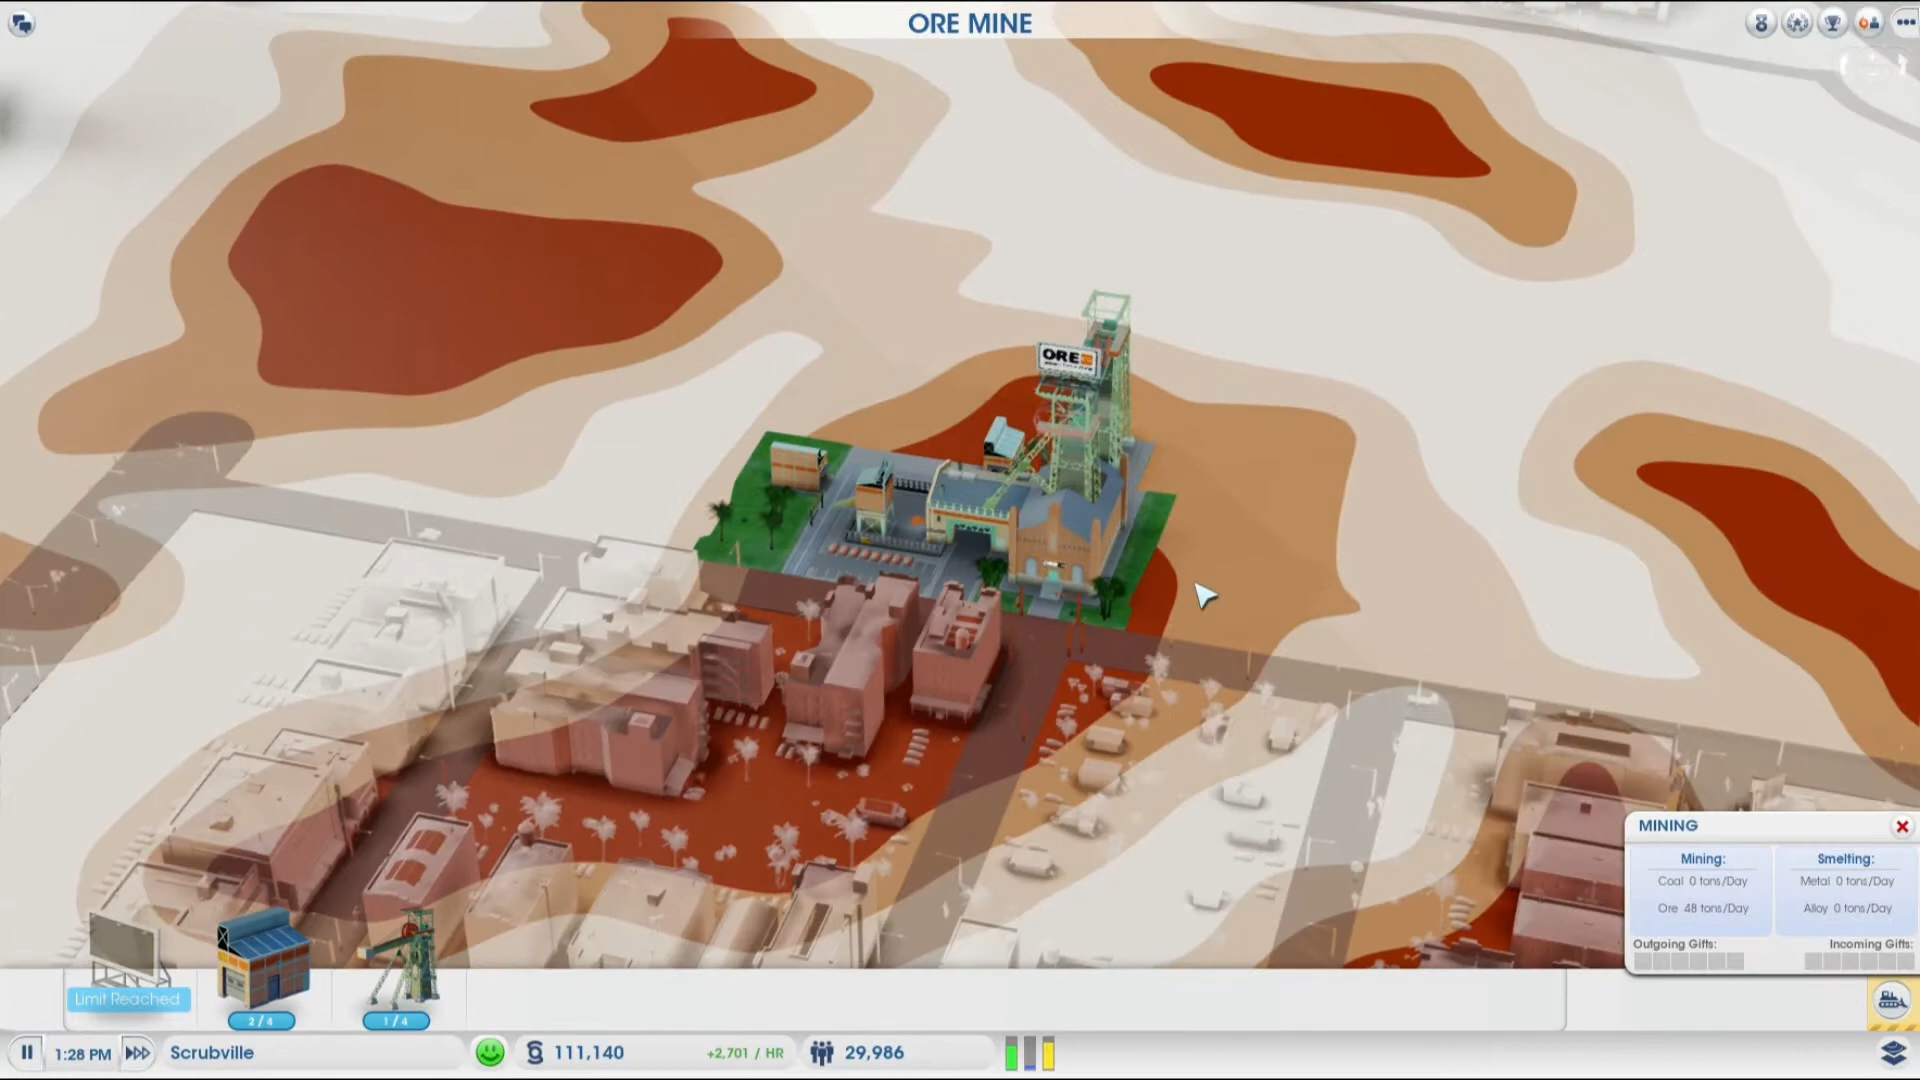 ORE MINE
ORE
MINING
Mining:
Smelting:
Coal 0 tons/Day
Metal 0 tons/Day
Ore 48 tons/Day
Alloy 0 tons/Day
Outgoing Gifts:
Incoming Gifts:
Limit Reached
2/4
1/4
1:28 PM
Scrubville
111,140
+2,701 / HR
29,986